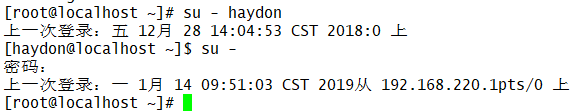 [root@localhost ~]# su - haydon
上一次登录：五 12月 28 14:04:53 CST 2018:0 上
[haydon@localhost ~]$ su -
密码：
上一次登录：一 1月 14 09:51:03 CST 2019从 192.168.220.1pts/0 上
[root@localhost ~]#